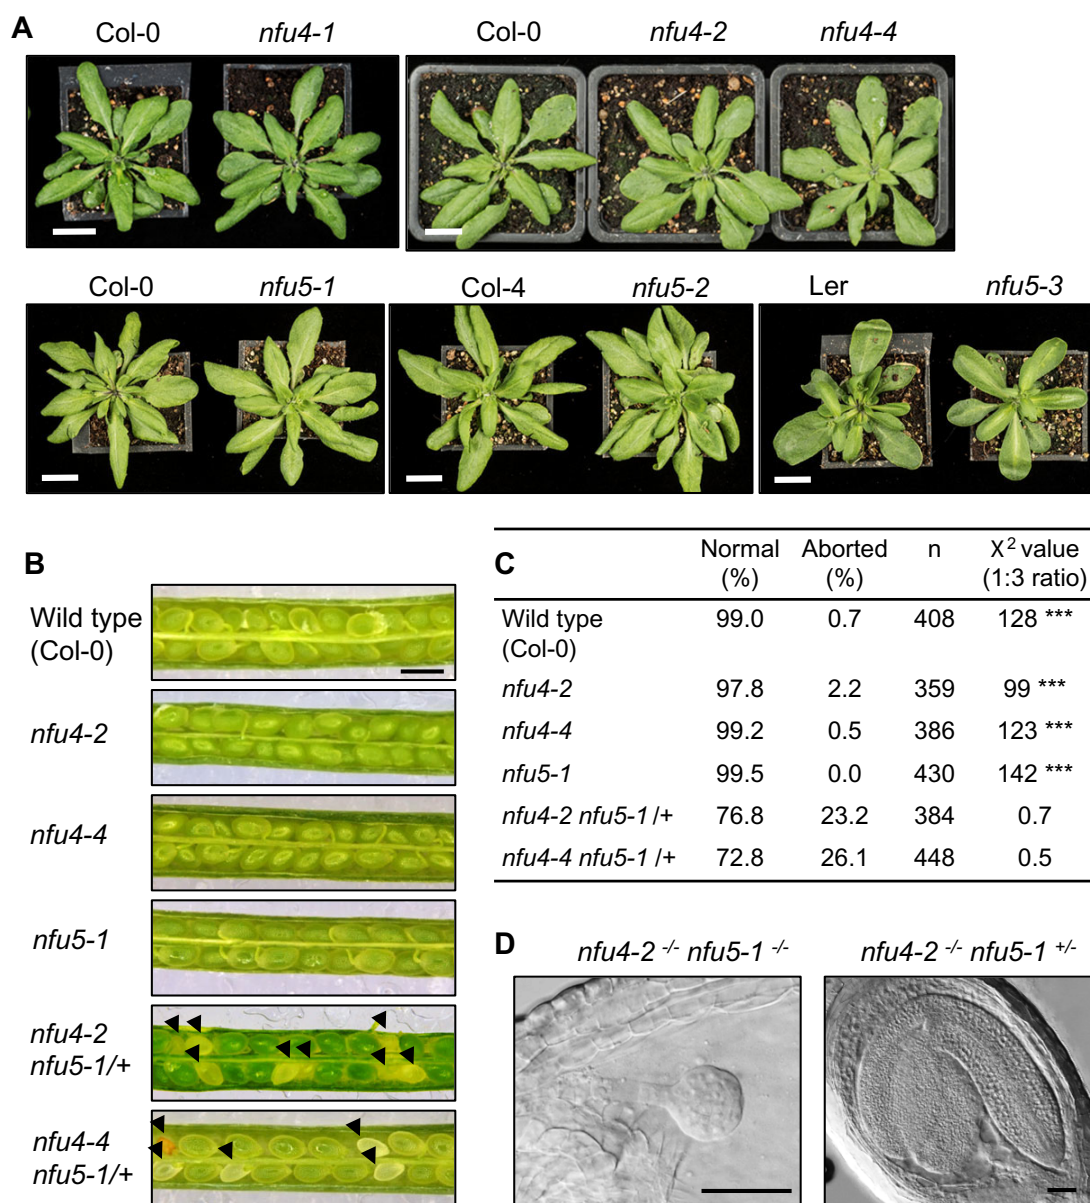 A
Col-0 nfu4-1 Col-0 nfu4-2 nfu4-4
Col-0 nfu5-1 Col-4 nfu5-2 Ler nfu5-3
B
Wild type
(Col-0)
nfu4-2
nfu4-4
nfu5-1
nfu4-2
nfu5-1/+
nfu4-4
nfu5-1/+
C
Normal Aborted n X² value
(%) (%) (1:3 ratio)
Wild type 99.0 0.7 408 128 ***
(Col-0)
nfu4-2 97.8 2.2 359 99 ***
nfu4-4 99.2 0.5 386 123 ***
nfu5-1 99.5 0.0 430 142 ***
nfu4-2 nfu5-1 /+ 76.8 23.2 384 0.7
nfu4-4 nfu5-1 /+ 72.8 26.1 448 0.5
D
nfu4-2 -/- nfu5-1 -/- nfu4-2 -/- nfu5-1 +/-